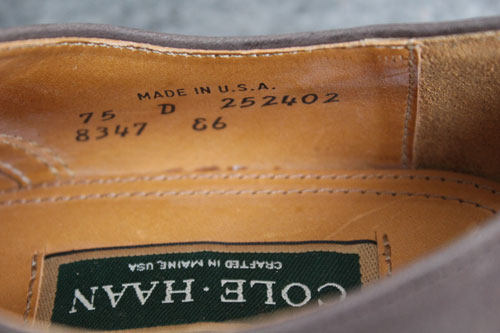 MADE IN U.S.A.
75 D 252402
8347 E6
COLE·HAAN
CRAFTED IN MAINE, USA